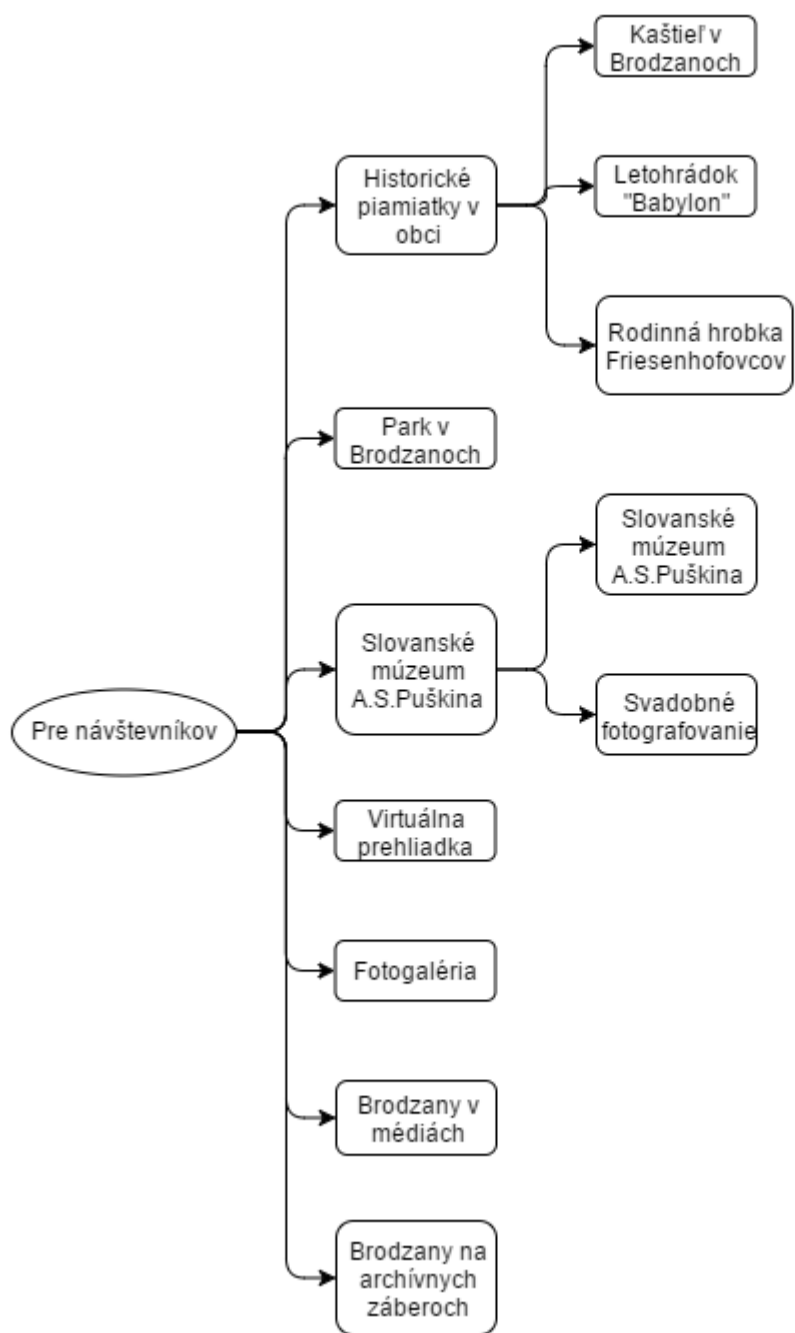 Pre návštevníkov
Historické
piamiatky v
obci
Kaštieľ v
Brodzanoch
Letohrádok
"Babylon"
Rodinná hrobka
Friesenhofovcov
Park v
Brodzanoch
Slovanské
múzeum
A.S.Puškina
Slovanské
múzeum
A.S.Puškina
Svadobné
fotografovanie
Virtuálna
prehliadka
Fotogaléria
Brodzany v
médiách
Brodzany na
archívnych
záberoch